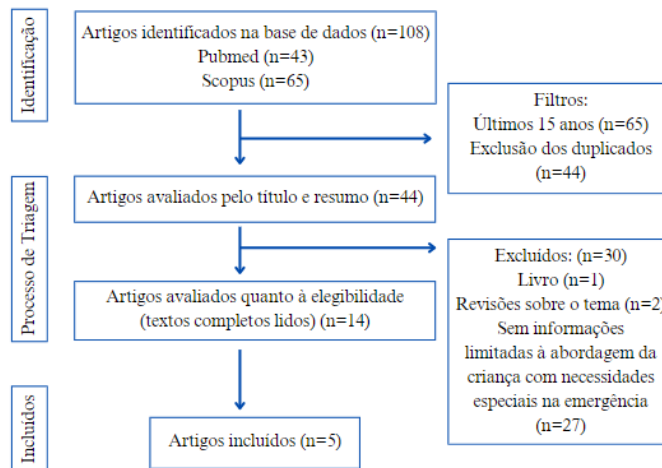 Identificação
Artigos identificados na base de dados (n=108)
Pubmed (n=43)
Scopus (n=65)
Filtros:
Últimos 15 anos (n=65)
Exclusão dos duplicados
(n=44)
Processo de Triagem
Artigos avaliados pelo titulo e resumo (n=44)
Excluídos: (n=30)
Livro (n=1)
Revisões sobre o tema (n=2)
Sem informações
limitadas à abordagem da
criança com necessidades
especiais na emergência
(n=27)
Artigos avaliados quanto à elegibilidade
(textos completos lidos) (n=14)
Incluídos
Artigos incluídos (n=5)